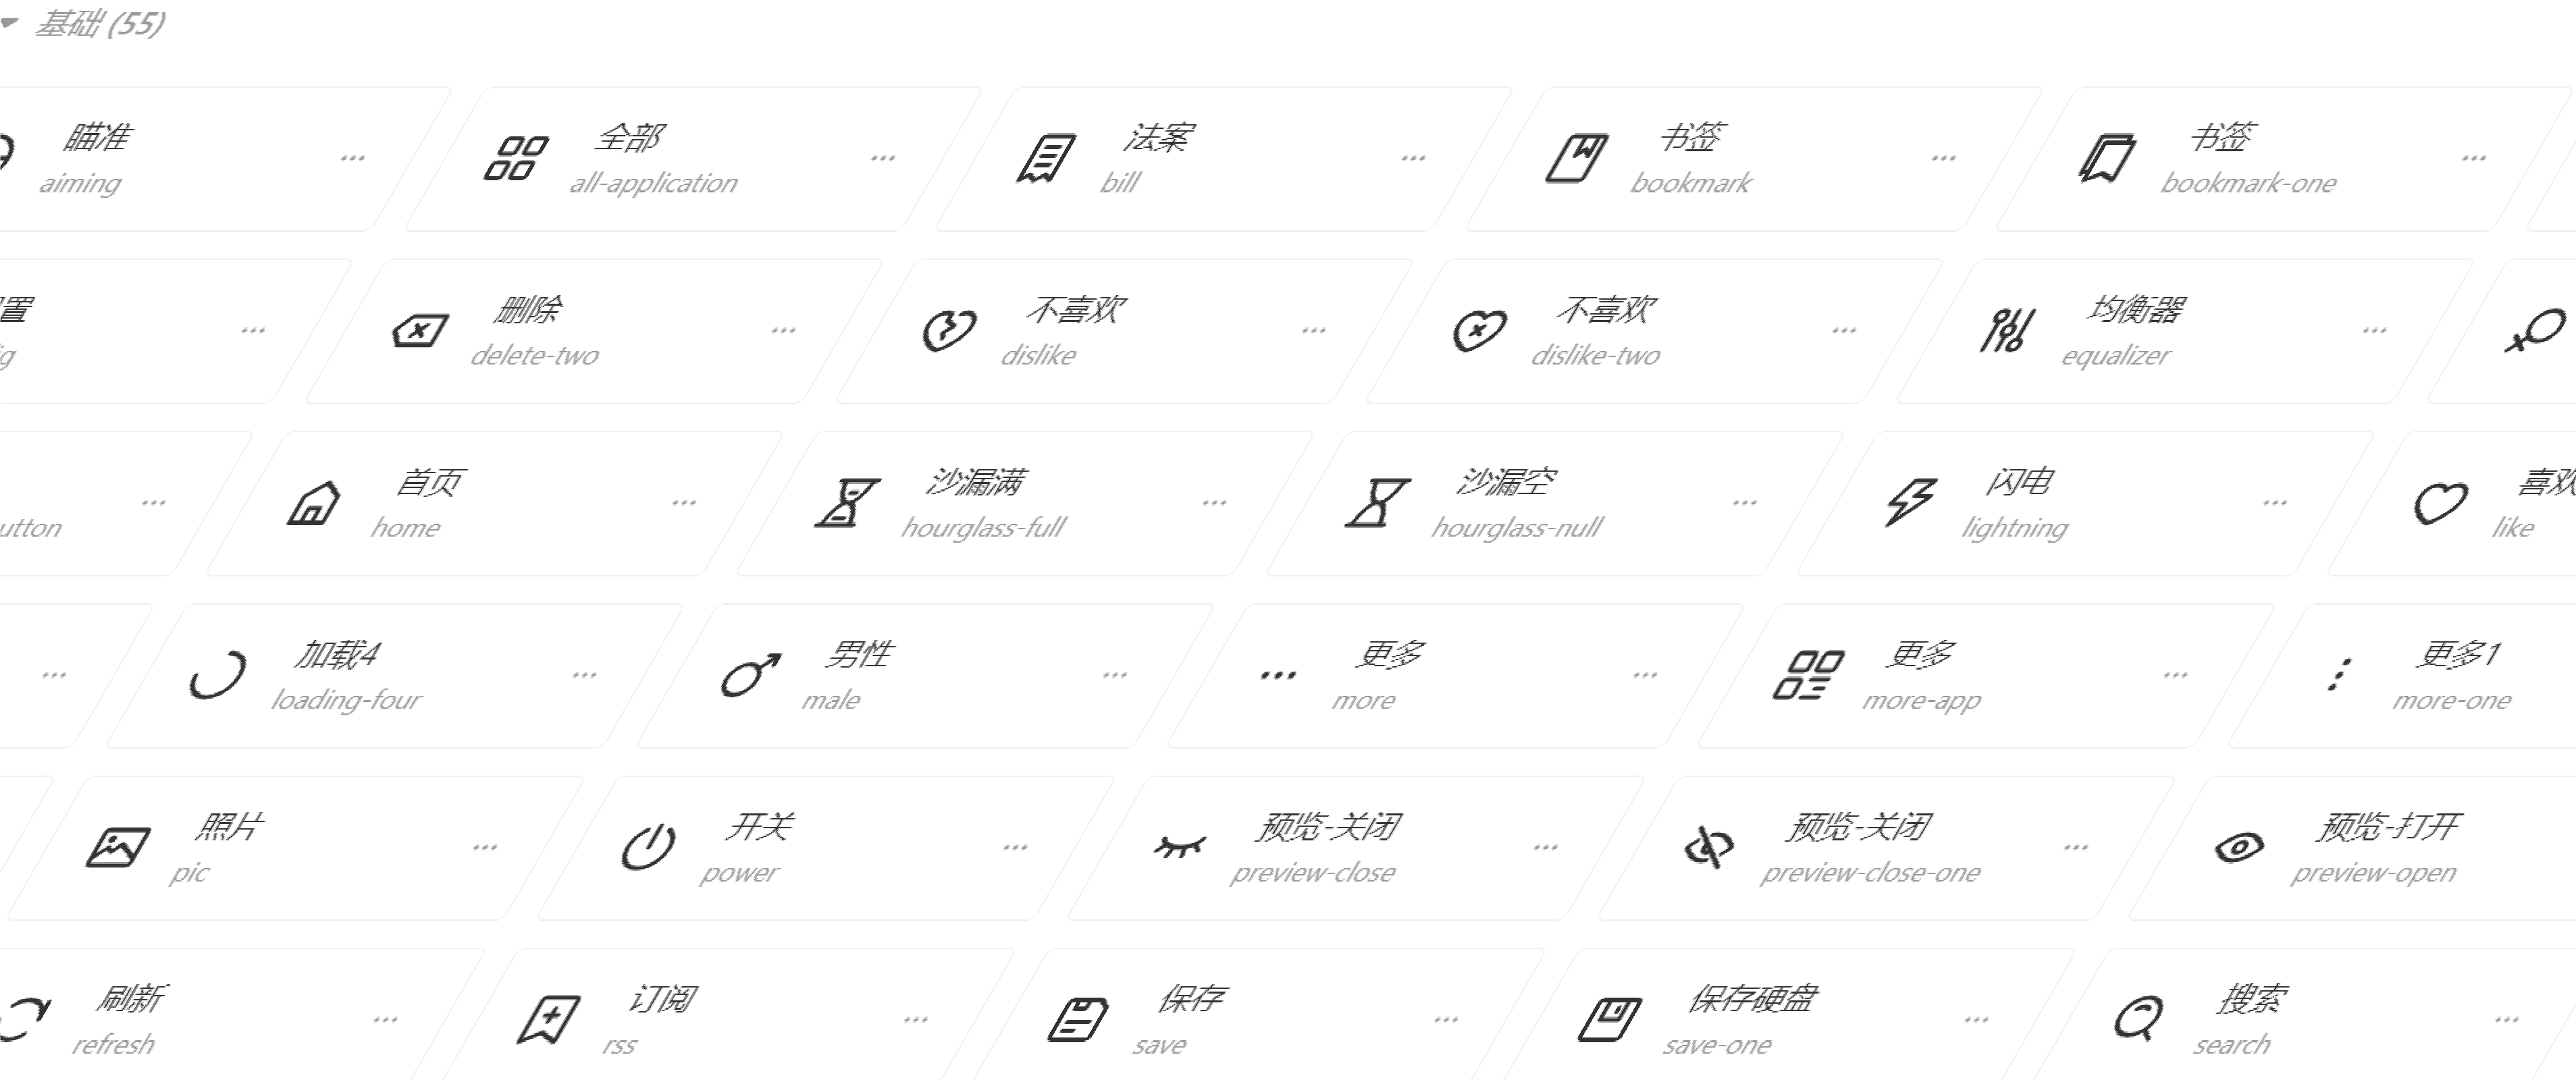 基础 (55)
瞄准 全部 法案 书签 书签
aiming all-application bill bookmark bookmark-one
置 删除 不喜欢 不喜欢 均衡器
delete-two dislike dislike-two equalizer
首页 沙漏满 沙漏空 闪电 喜欢
utton home hourglass-full hourglass-null lightning like
加载4 男性 更多 更多 更多1
loading-four male more more-app more-one
照片 开关 预览-关闭 预览-关闭 预览-打开
pic power preview-close preview-close-one preview-open
刷新 订阅 保存 保存硬盘 搜索
refresh rss save save-one search